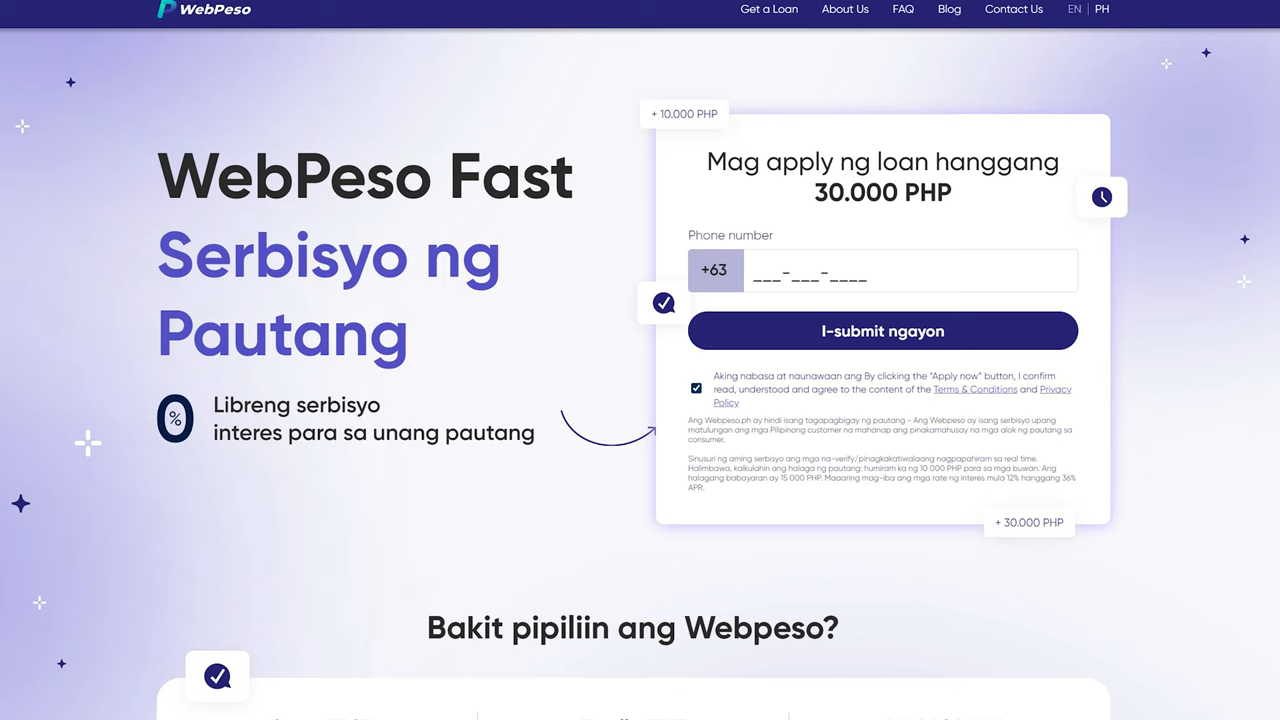 WebPeso
Get a Loan
About Us
FAQ
Blog
Contact Us
EN
PH
+ 10.000 PHP
WebPeso Fast
Serbisyo ng
Pautang
%
Libreng serbisyo
interes para sa unang pautang
Mag apply ng loan hanggang
30.000 PHP
Phone number
+63
___-___-____
I-submit ngayon
Aking nabasa at naunawaan ang By clicking the "Apply now" button, I confirm
read, understood and agree to the content of the Terms & Conditions and Privacy
Policy
Ang Webpeso.ph ay hindi isang tagapagbigay ng pautang - Ang Webpeso ay isang serbisyo upang
matulungan ang mga Pilipinong customer na mahanap ang pinakamahusay na mga alok ng pautang sa
consumer.
Sinusuri ng aming serbisyo ang mga na-verify/pinagkakatiwalaang nagpapahiram sa real time.
Halimbawa, kalkulahin ang halaga ng pautang: humiram ka ng 10 000 PHP para sa mga buwan. Ang
halagang babayaran ay 15 000 PHP. Maaaring mag-iba ang mga rate ng interes mula 12% hanggang 36%
APR.
+ 30.000 PHP
Bakit pipiliin ang Webpeso?